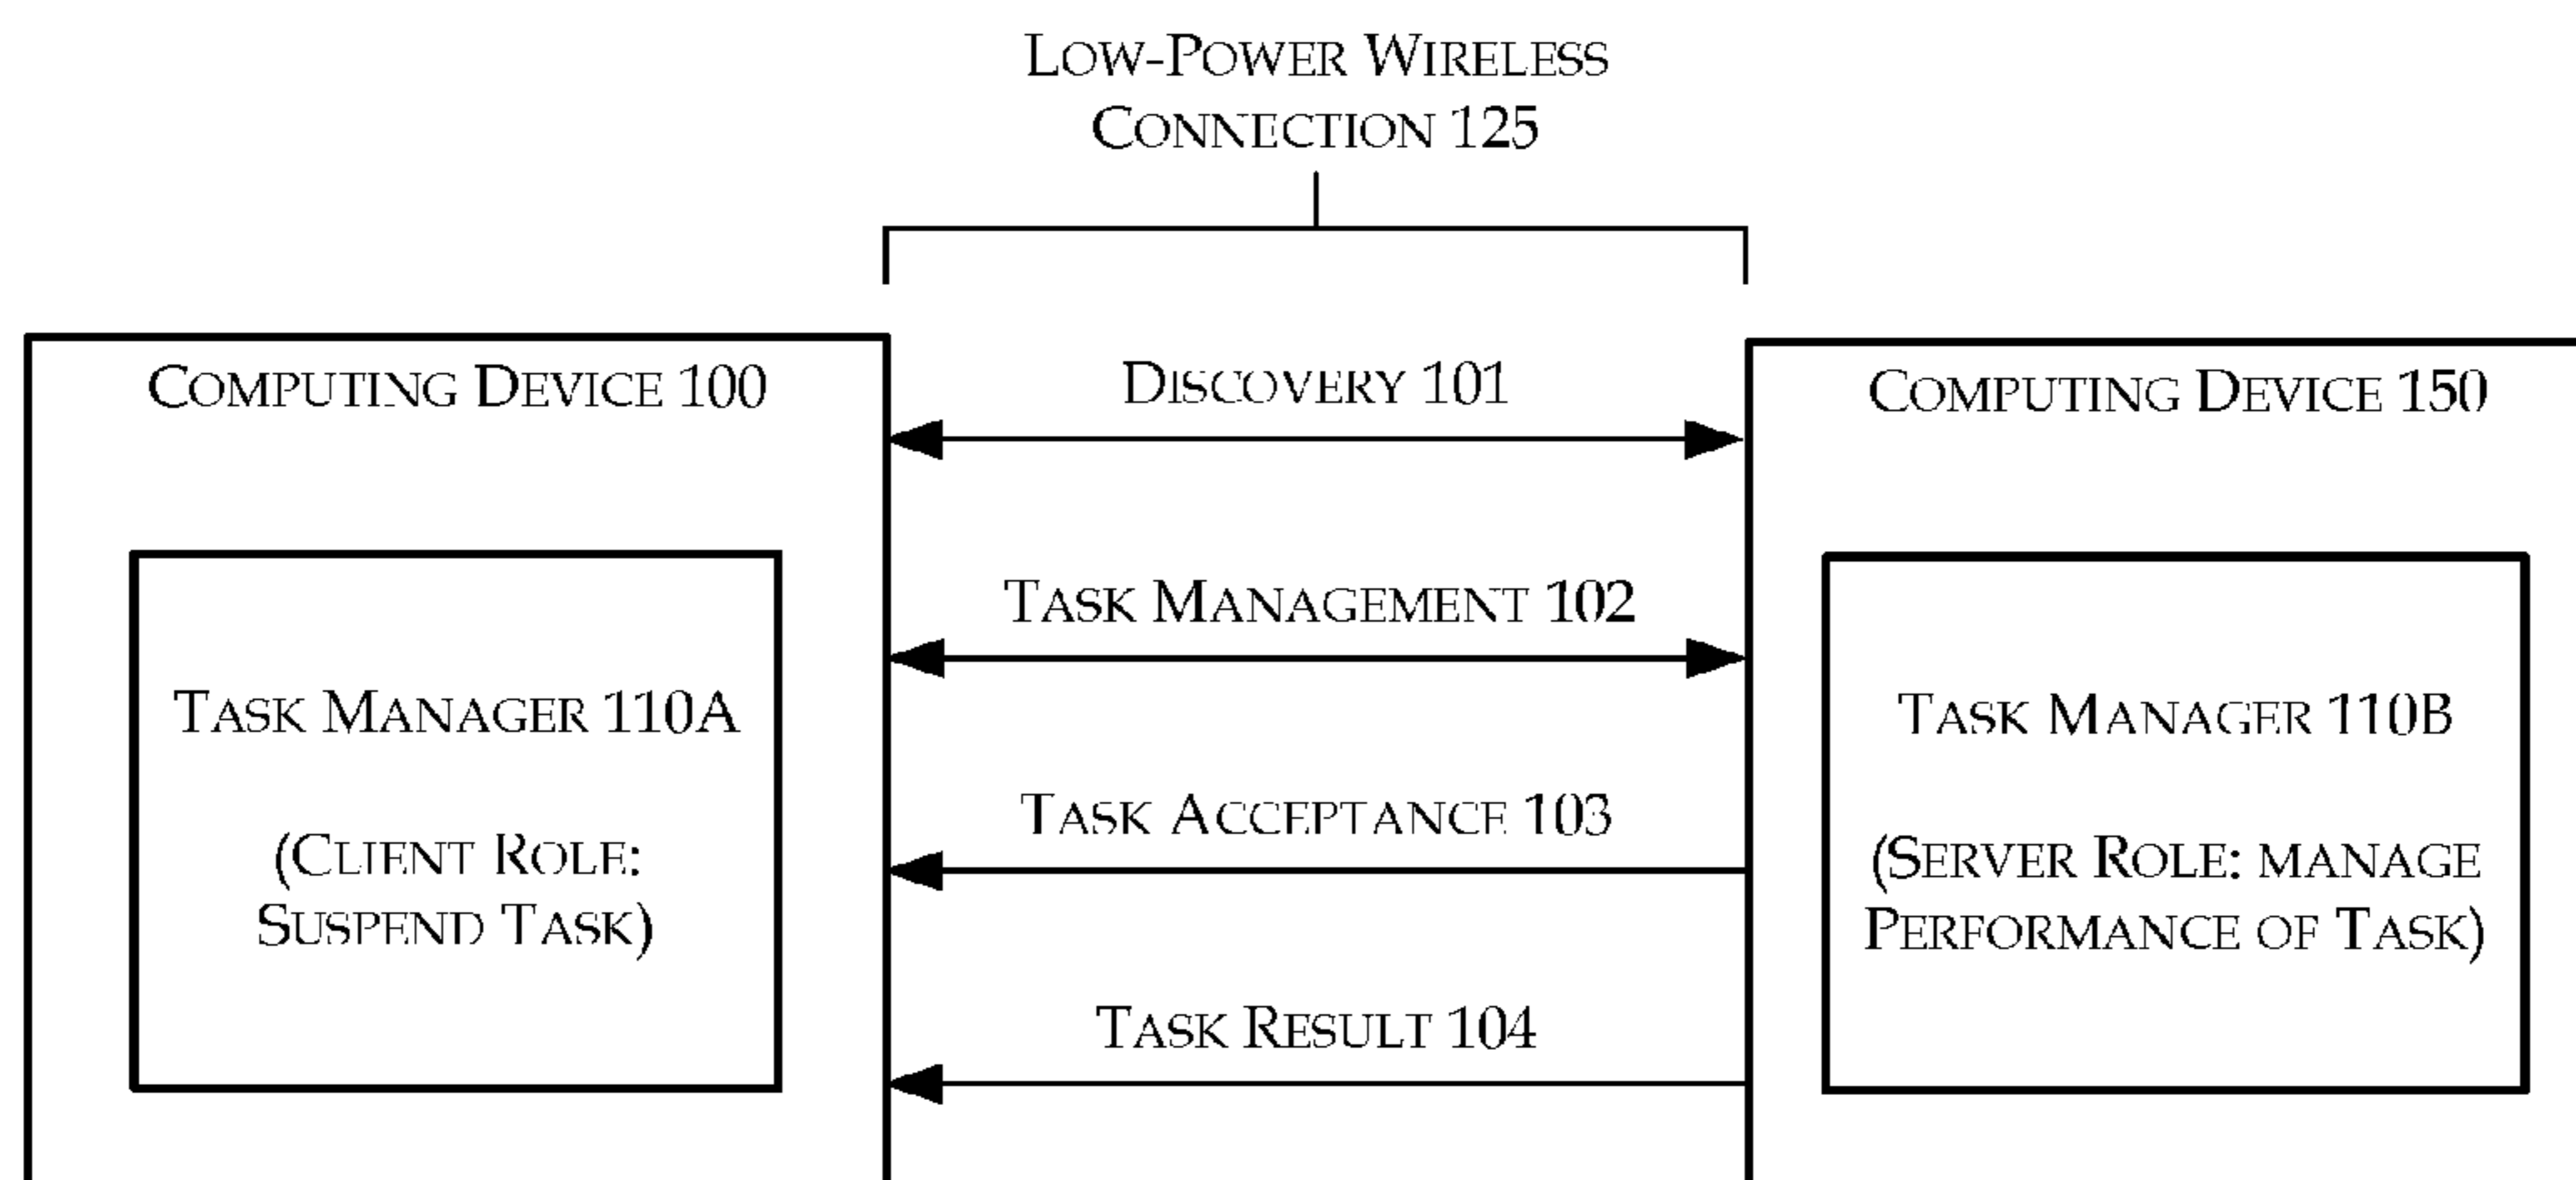 LOW-POWER WIRELESS
CONNECTION 125
COMPUTING DEVICE 100
DISCOVERY 101
COMPUTING DEVICE 150
TASK MANAGEMENT 102
TASK MANAGER 110A
(CLIENT ROLE:
SUSPEND TASK)
TASK ACCEPTANCE 103
TASK RESULT 104
TASK MANAGER 110B
(SERVER ROLE: MANAGE
PERFORMANCE OF TASK)